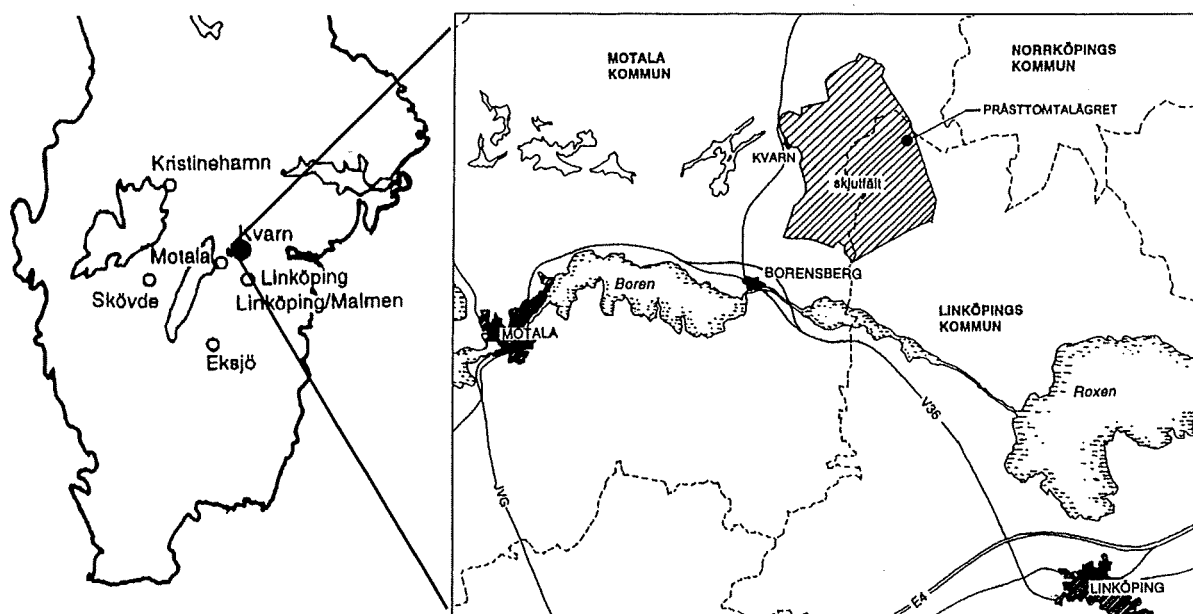 Kristinehamn
Kvarn
Motala
Linköping
Skövde
Linköping/Malmen
Eksjö
MOTALA
KOMMUN
NORRKÖPINGS
KOMMUN
PRÄSTTOMTALÄGRET
KVARN
skjutfält
BORENSBERG
Boren
LINKÖPINGS
KOMMUN
MOTALA
Roxen
V36
JVG
E4
LINKÖPING